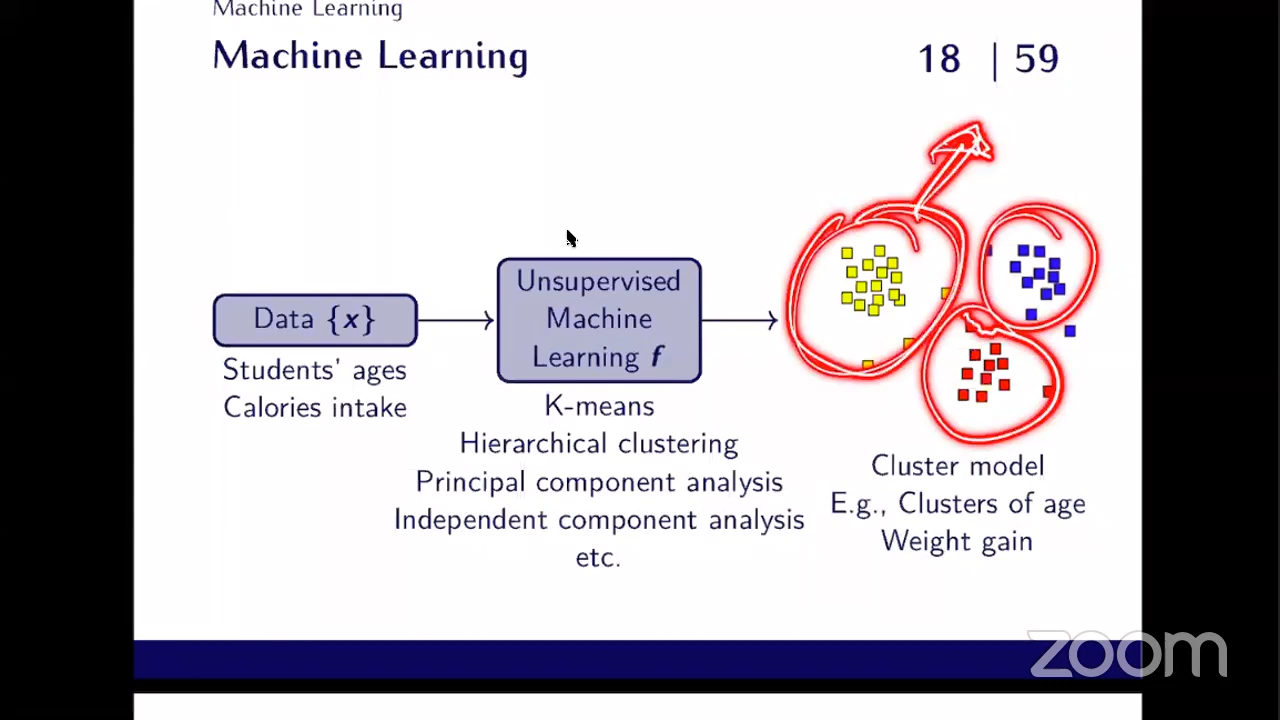 Machine Learning
Machine Learning
18 | 59
Data {x}
Students' ages
Calories intake
Unsupervised
Machine
Learning f
K-means
Hierarchical clustering
Principal component analysis
Independent component analysis
etc.
Cluster model
E.g., Clusters of age
Weight gain
zoom